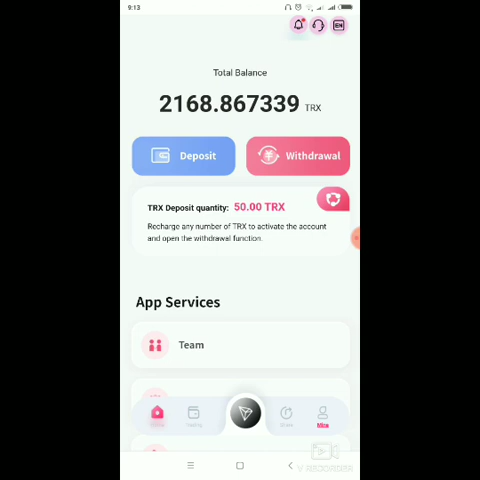 9:13
EN
Total Balance
2168.867339 TRX
Deposit
Withdrawal
TRX Deposit quantity: 50.00 TRX
Recharge any number of TRX to activate the account
and open the withdrawal function.
App Services
Team
Share
Mine